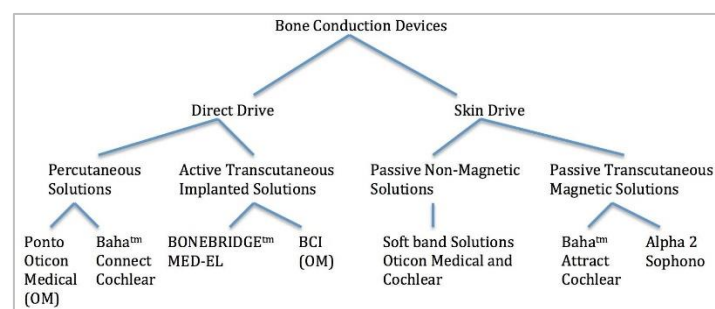 Bone Conduction Devices
Direct Drive
Skin Drive
Percutaneous
Solutions
Active Transcutaneous
Implanted Solutions
Passive Non-Magnetic
Solutions
Passive Transcutaneous
Magnetic Solutions
Ponto
Oticon
Medical
(OM)
Baha™
Connect
Cochlear
BONEBRIDGE™
MED-EL
BCI
(OM)
Soft band Solutions
Oticon Medical and
Cochlear
Baha™
Attract
Cochlear
Alpha 2
Sophono